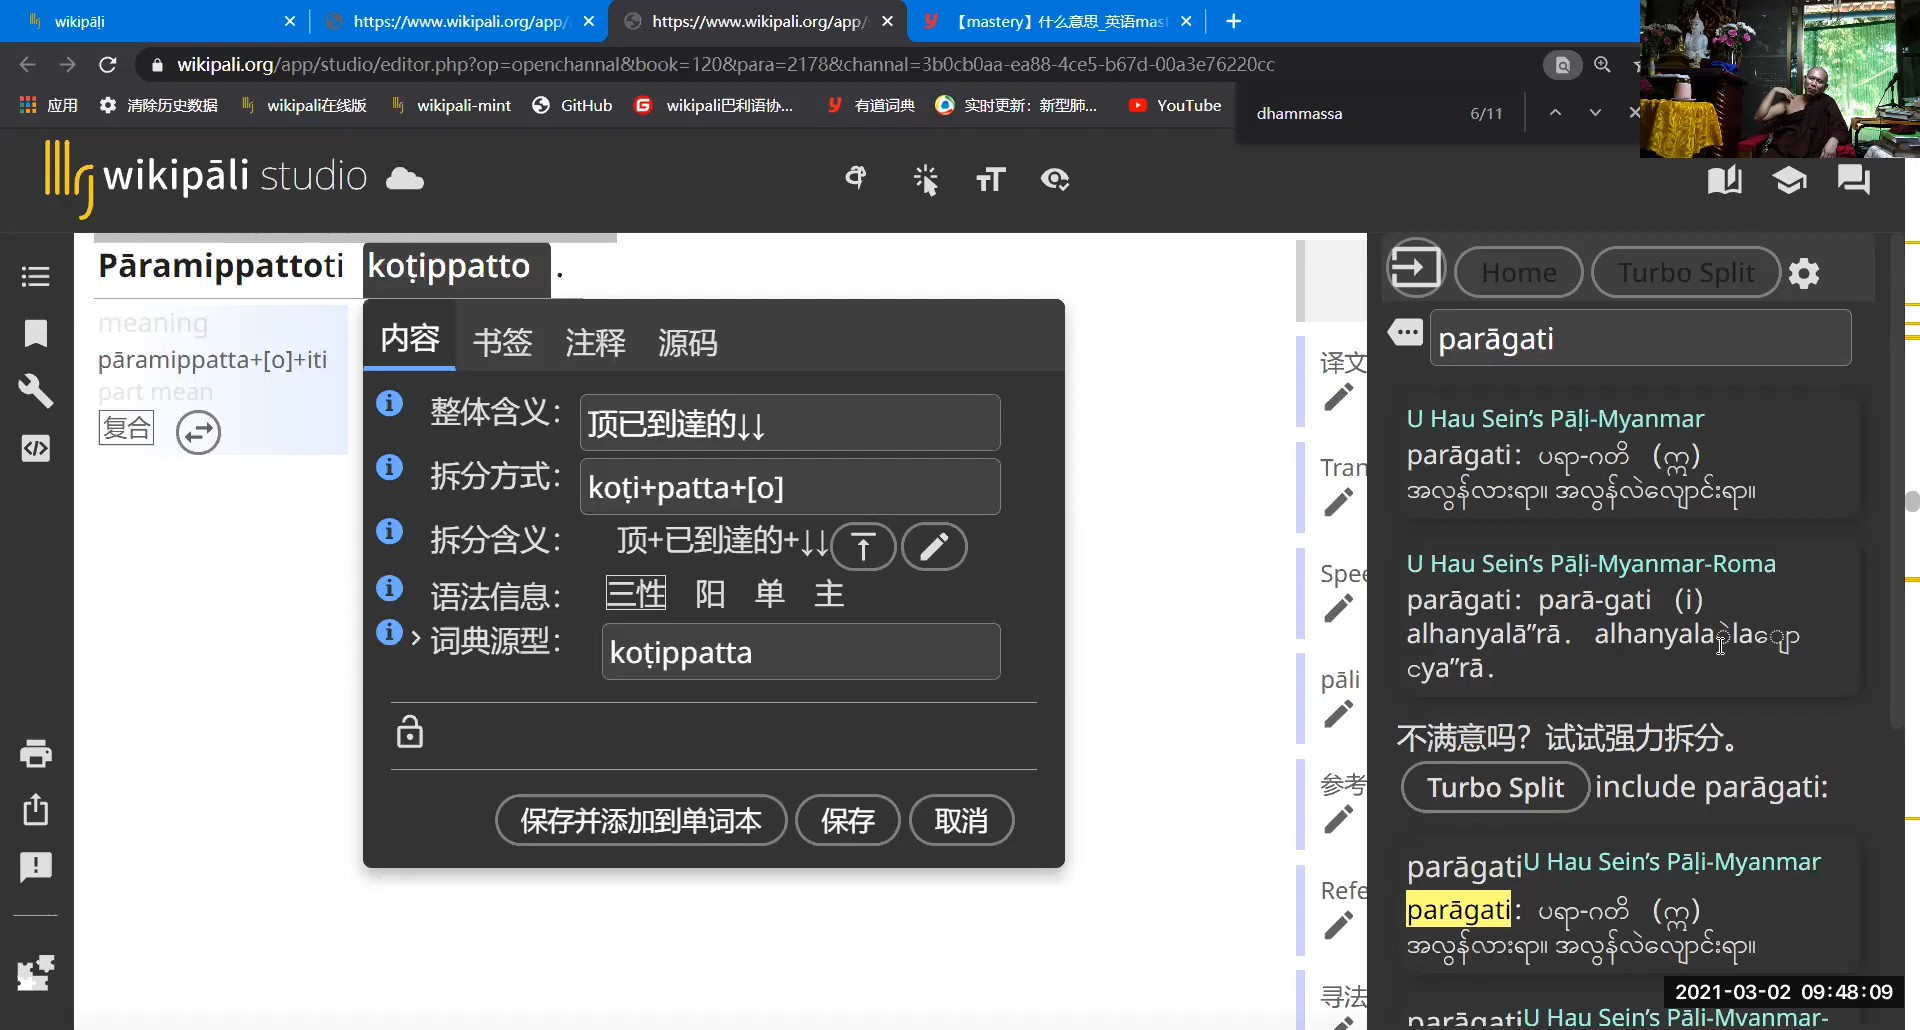 wikipāḷi
https://www.wikipali.org/app/
https://www.wikipali.org/app/
【mastery】什么意思_英语mas
wikipali.org/app/studio/editor.php?op=openchannal&book=120&para=2178&channal=3b0cb0aa-ea88-4ce5-b67d-00a3e76220cc
应用
清除历史数据
wikipali在线版
wikipali-mint
GitHub
wikipali巴利语协...
有道词典
实时更新：新型肺...
YouTube
dhammassa
6/11
wikipāli studio
Pāramippattoti koṭippatto .
meaning
pāramippatta+[o]+iti
part mean
复合
内容 书签 注释 源码
整体含义： 顶已到達的↓↓
拆分方式： koṭi+patta+[o]
拆分含义： 顶+已到達的+↓↓
语法信息： 三性 阳 单 主
词典源型： koṭippatta
保存并添加到单词本 保存 取消
译文
Tran
Spee
pāli
参考
Refe
寻法
Home Turbo Split
parāgati
U Hau Sein’s Pāḷi-Myanmar
parāgati： ပရာ-ဂတိ （ဣ）
အလွန်လားရာ။ အလွန်လဲလျောင်းရာ။
U Hau Sein’s Pāḷi-Myanmar-Roma
parāgati：parā-gati （i）
不满意吗？试试强力拆分。
Turbo Split include parāgati:
parāgatiU Hau Sein’s Pāḷi-Myanmar
parāgati： ပရာ-ဂတိ （ဣ）
အလွန်လားရာ။ အလွန်လဲလျောင်းရာ။
2021-03-02 09:48:09
parāgatiU Hau Sein’s Pāḷi-Myanmar-